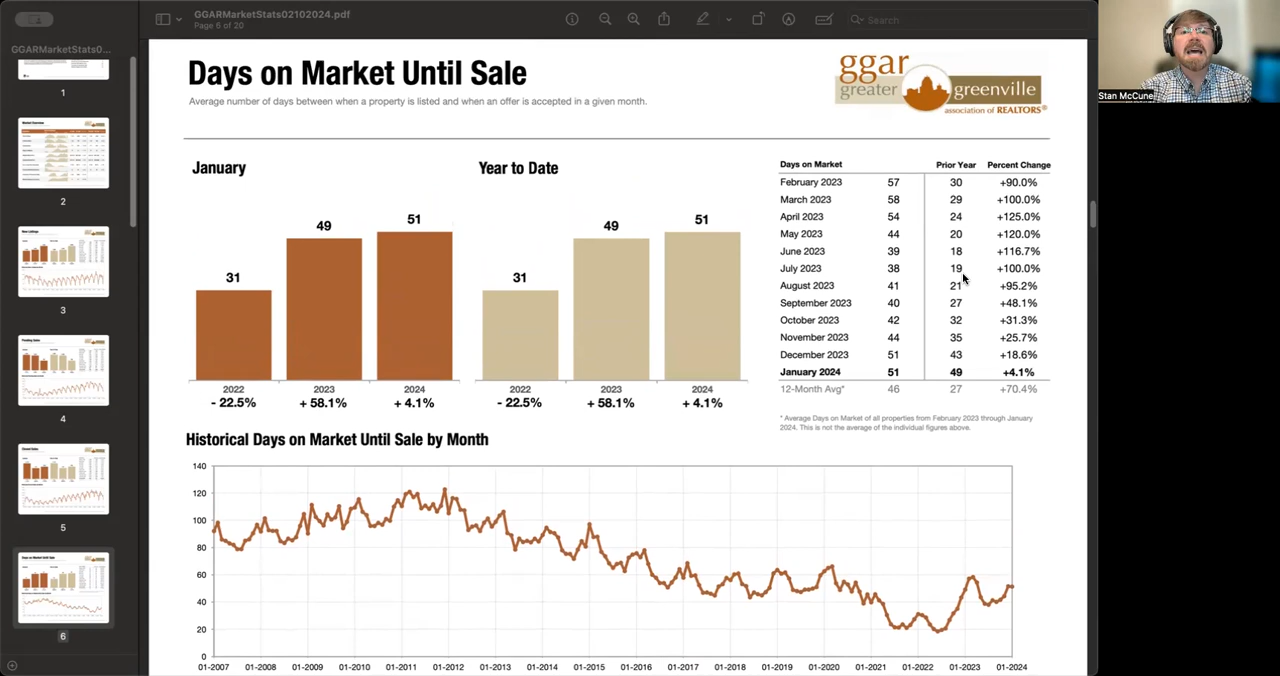 GGARMarketStats02102024.pdf
Page 6 of 20
Search
GGARMarketStats0...
1
2
3
4
5
6
Stan McCune
Days on Market Until Sale
Average number of days between when a property is listed and when an offer is accepted in a given month.
ggar
greater greenville
association of REALTORS®
January
31
49
51
2022 2023 2024
- 22.5% + 58.1% + 4.1%
Year to Date
31
49
51
2022 2023 2024
- 22.5% + 58.1% + 4.1%
Days on Market Prior Year Percent Change
February 2023 57 30 +90.0%
March 2023 58 29 +100.0%
April 2023 54 24 +125.0%
May 2023 44 20 +120.0%
June 2023 39 18 +116.7%
July 2023 38 19 +100.0%
August 2023 41 21 +95.2%
September 2023 40 27 +48.1%
October 2023 42 32 +31.3%
November 2023 44 35 +25.7%
December 2023 51 43 +18.6%
January 2024 51 49 +4.1%
12-Month Avg* 46 27 +70.4%
* Average Days on Market of all properties from February 2023 through January
2024. This is not the average of the individual figures above.
Historical Days on Market Until Sale by Month
140
120
100
80
60
40
20
0
01-2007 01-2008 01-2009 01-2010 01-2011 01-2012 01-2013 01-2014 01-2015 01-2016 01-2017 01-2018 01-2019 01-2020 01-2021 01-2022 01-2023 01-2024